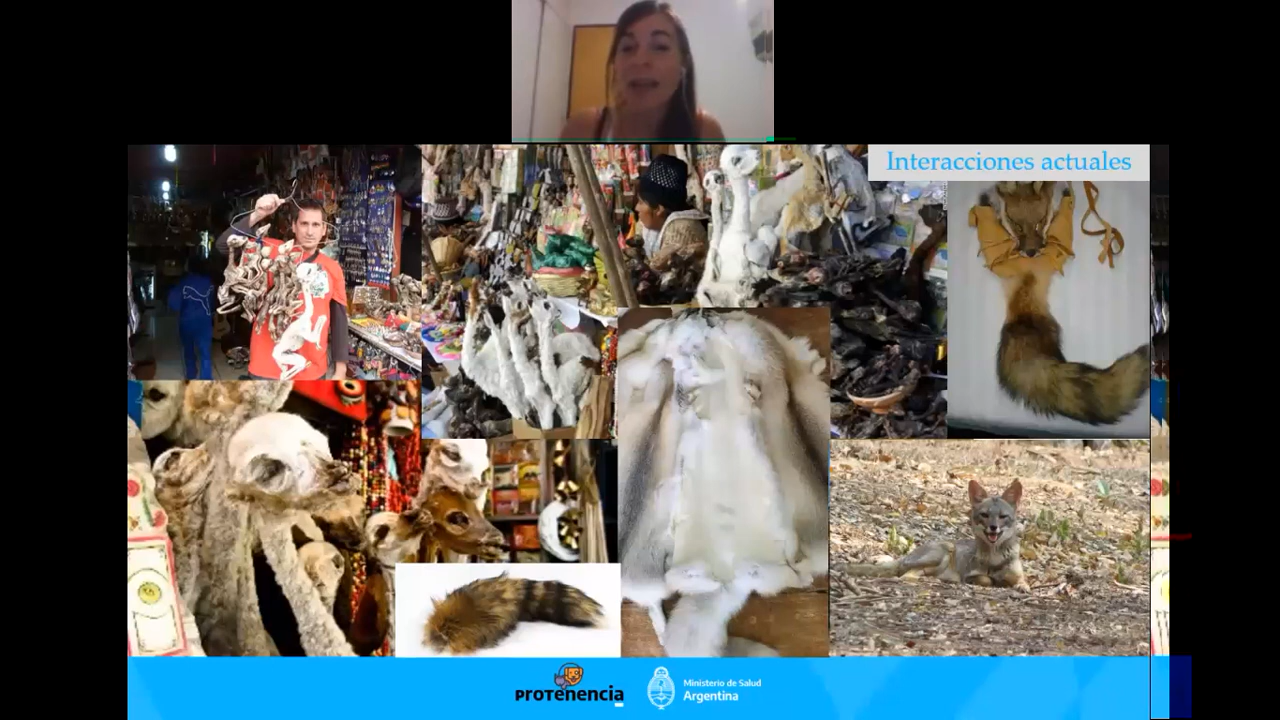 Interacciones actuales
PROTENENCIA
Ministerio de Salud
Argentina